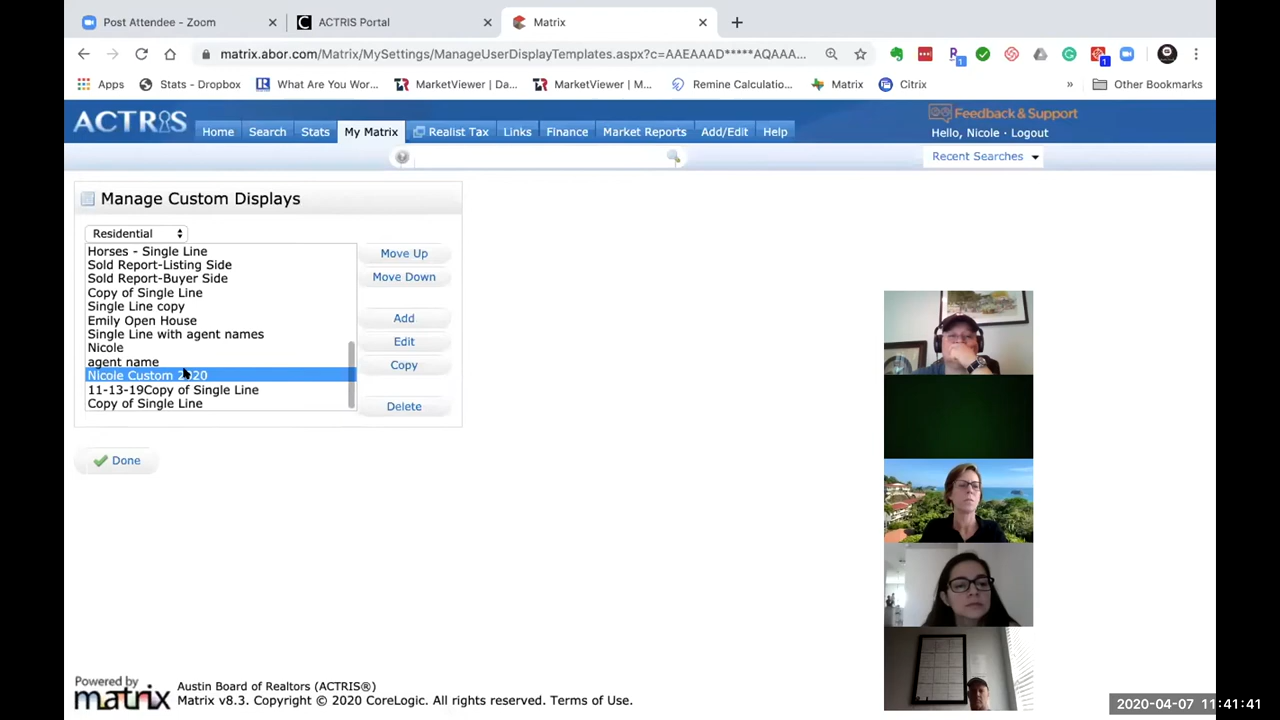 Post Attendee - Zoom
ACTRIS Portal
Matrix
matrix.abor.com/Matrix/MySettings/ManageUserDisplayTemplates.aspx?c=AAEAAAD*****AQAAA...
1
1
Apps
Stats - Dropbox
What Are You Wor...
MarketViewer | Da...
MarketViewer | M...
Remine Calculatio...
Matrix
Citrix
»
Other Bookmarks
ACTRIS
Feedback & Support
Hello, Nicole · Logout
Home
Search
Stats
My Matrix
Realist Tax
Links
Finance
Market Reports
Add/Edit
Help
Recent Searches
Manage Custom Displays
Residential
Horses - Single Line
Sold Report-Listing Side
Sold Report-Buyer Side
Copy of Single Line
Single Line copy
Emily Open House
Single Line with agent names
Nicole
agent name
Nicole Custom 2020
11-13-19Copy of Single Line
Copy of Single Line
Move Up
Move Down
Add
Edit
Copy
Delete
Done
Powered by
matrix
Austin Board of Realtors (ACTRIS®)
Matrix v8.3. Copyright © 2020 CoreLogic. All rights reserved. Terms of Use.
2020-04-07 11:41:41